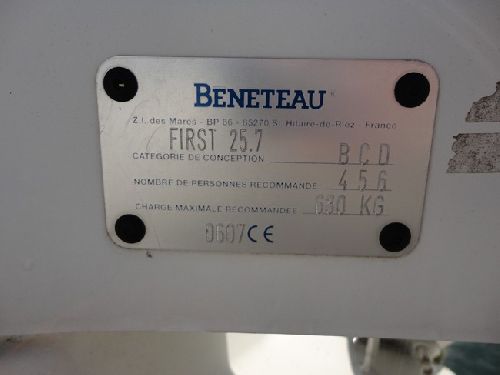 BENETEAU
Z.I. des Mares - BP 66 - 85270 St Hilaire-de-Riez - France
FIRST 25.7
CATEGORIE DE CONCEPTION B C D
NOMBRE DE PERSONNES RECOMMANDE 4 5 6
CHARGE MAXIMALE RECOMMANDEE 630 KG
0607 CE